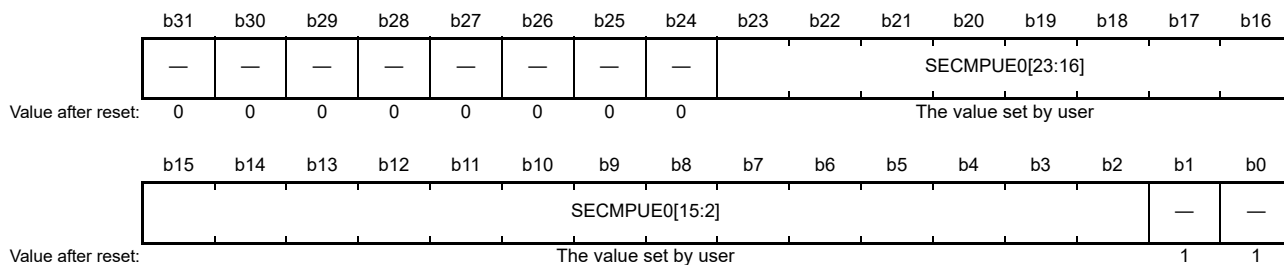 b31 b30 b29 b28 b27 b26 b25 b24 b23 b22 b21 b20 b19 b18 b17 b16
— — — — — — — — SECMPUE0[23:16]
Value after reset: 0 0 0 0 0 0 0 0 The value set by user
b15 b14 b13 b12 b11 b10 b9 b8 b7 b6 b5 b4 b3 b2 b1 b0
SECMPUE0[15:2] — —
Value after reset: The value set by user 1 1